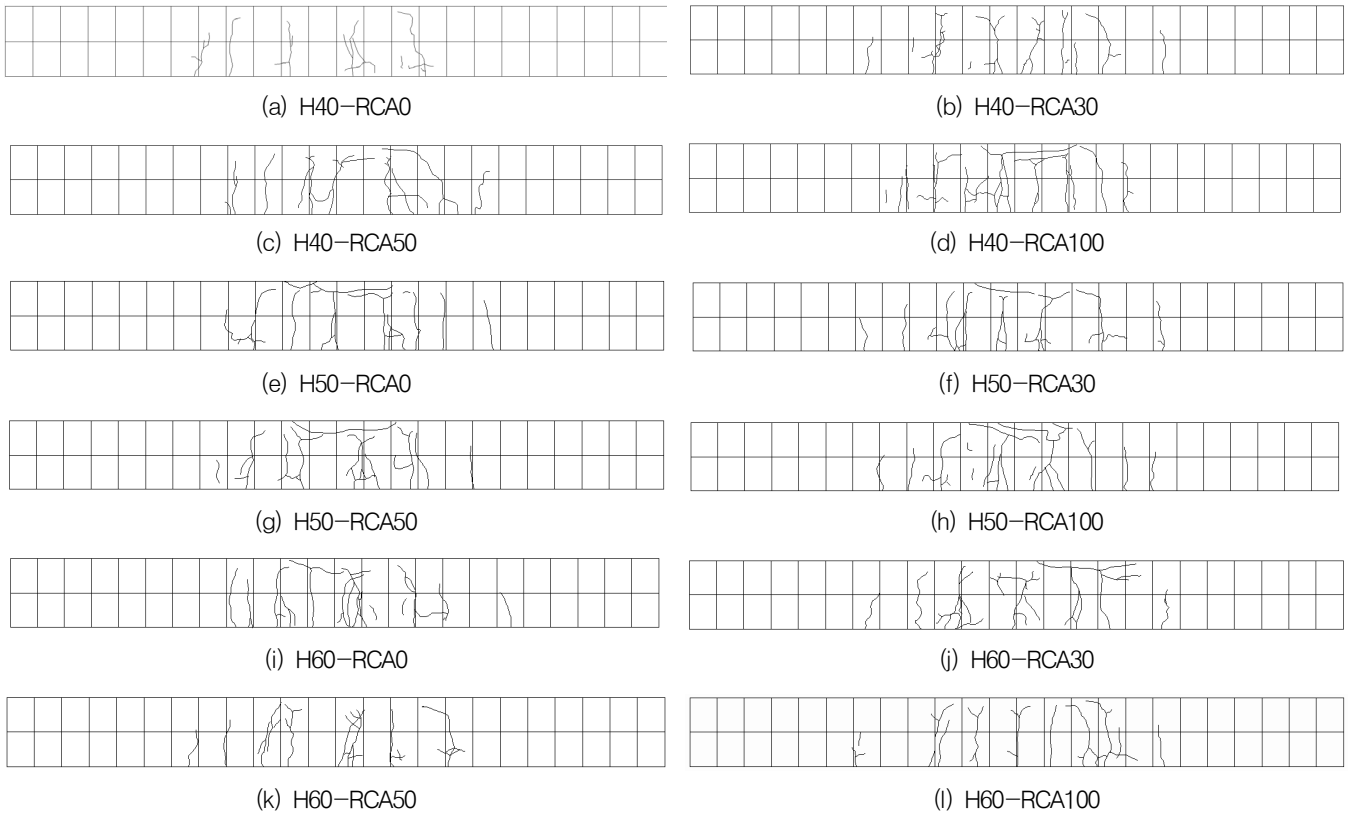 (a) H40-RCA0
(b) H40-RCA30
(c) H40-RCA50
(d) H40-RCA100
(e) H50-RCA0
(f) H50-RCA30
(g) H50-RCA50
(h) H50-RCA100
(i) H60-RCA0
(j) H60-RCA30
(k) H60-RCA50
(l) H60-RCA100